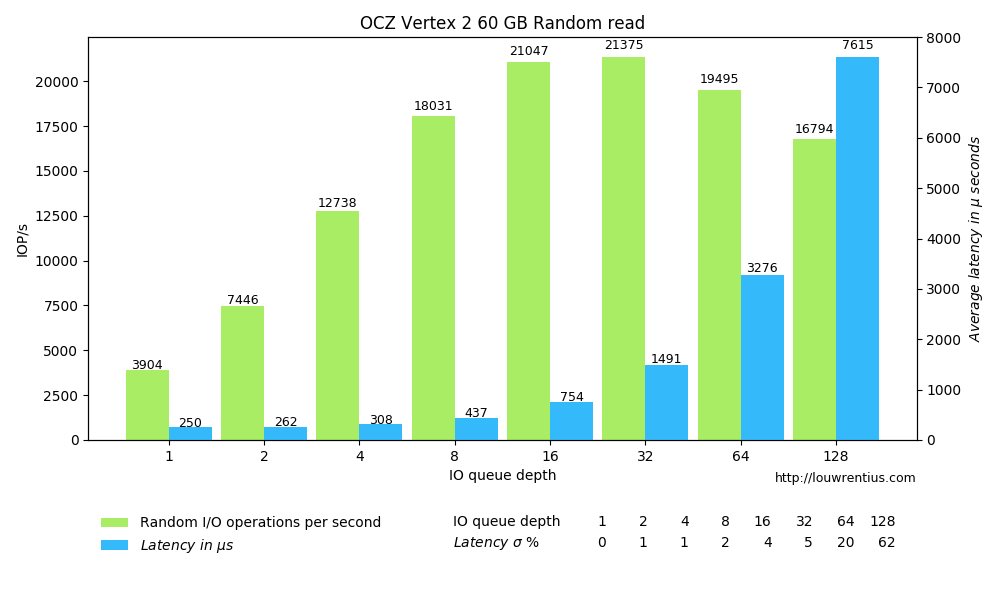 OCZ Vertex 2 60 GB Random read
21047 21375 7615
8000
20000 19495 7000
18031
17500 16794 6000
15000 5000
12738
12500 4000
10000
7446 3276 3000
7500
2000
5000 3904 1491
1000
2500 754
250 262 308 437
0 0
1 2 4 8 16 32 64 128
IOP/s
Average latency in µ seconds
IO queue depth
http://louwrentius.com
Random I/O operations per second
Latency in µs
IO queue depth 1 2 4 8 16 32 64 128
Latency σ % 0 1 1 2 4 5 20 62